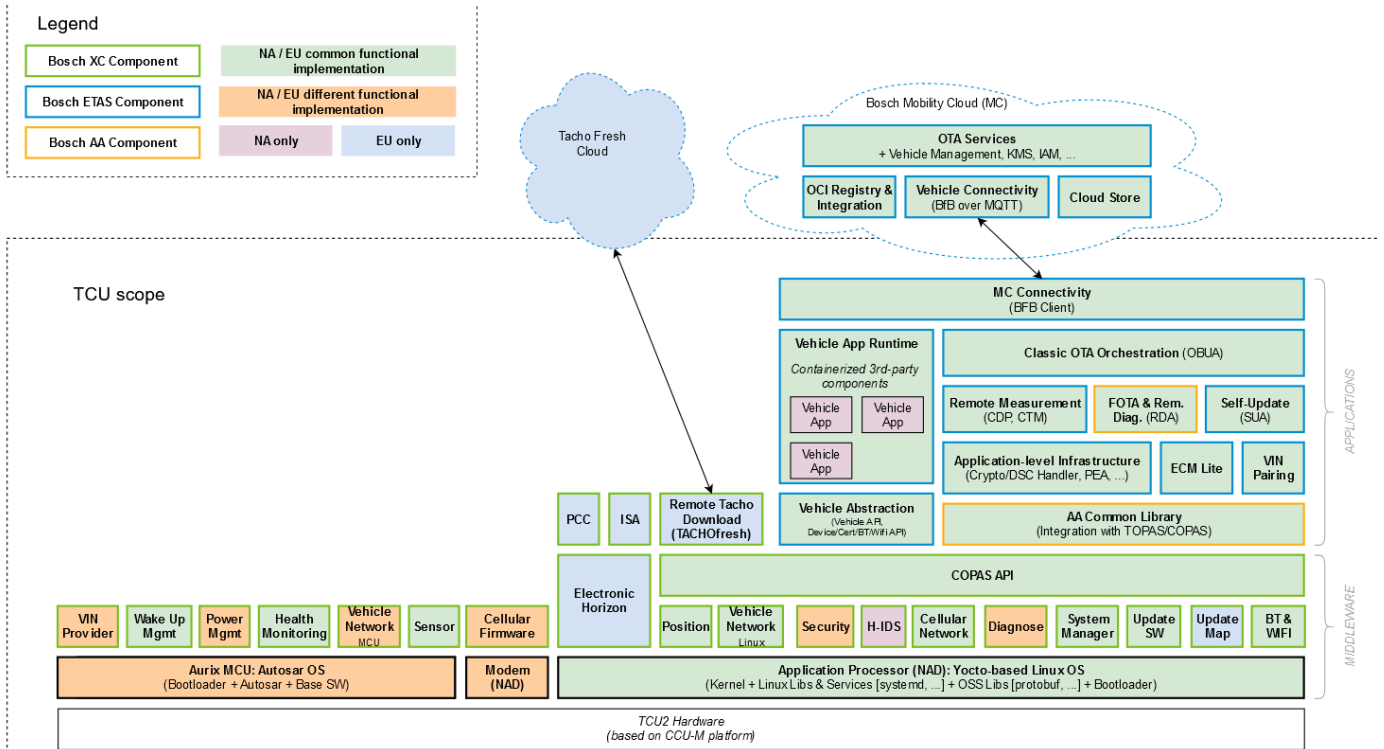 Legend
Bosch XC Component
NA / EU common functional
implementation
Bosch ETAS Component
NA / EU different functional
implementation
Bosch AA Component
NA only
EU only
Tacho Fresh
Cloud
Bosch Mobility Cloud (MC)
OTA Services
+ Vehicle Management, KMS, IAM, ...
OCI Registry &
Integration
Vehicle Connectivity
(BfB over MQTT)
Cloud Store
TCU scope
MC Connectivity
(BFB Client)
Vehicle App Runtime
Containerized 3rd-party
components
Vehicle
App
Vehicle
App
Vehicle
App
Classic OTA Orchestration (OBUA)
Remote Measurement
(CDP, CTM)
FOTA & Rem.
Diag. (RDA)
Self-Update
(SUA)
Application-level Infrastructure
(Crypto/DSC Handler, PEA, ...)
ECM Lite
VIN
Pairing
APPLICATIONS
PCC
ISA
Remote Tacho
Download
(TACHOfresh)
Vehicle Abstraction
(Vehicle API,
Device/Cert/BT/Wifi API)
AA Common Library
(Integration with TOPAS/COPAS)
Electronic
Horizon
COPAS API
MIDDLEWARE
VIN
Provider
Wake Up
Mgmt
Power
Mgmt
Health
Monitoring
Vehicle
Network
MCU
Sensor
Cellular
Firmware
Position
Vehicle
Network
Linux
Security
H-IDS
Cellular
Network
Diagnose
System
Manager
Update
SW
Update
Map
BT &
WIFI
Aurix MCU: Autosar OS
(Bootloader + Autosar + Base SW)
Modem
(NAD)
Application Processor (NAD): Yocto-based Linux OS
(Kernel + Linux Libs & Services [systemd, ...] + OSS Libs [protobuf, ...] + Bootloader)
TCU2 Hardware
(based on CCU-M platform)